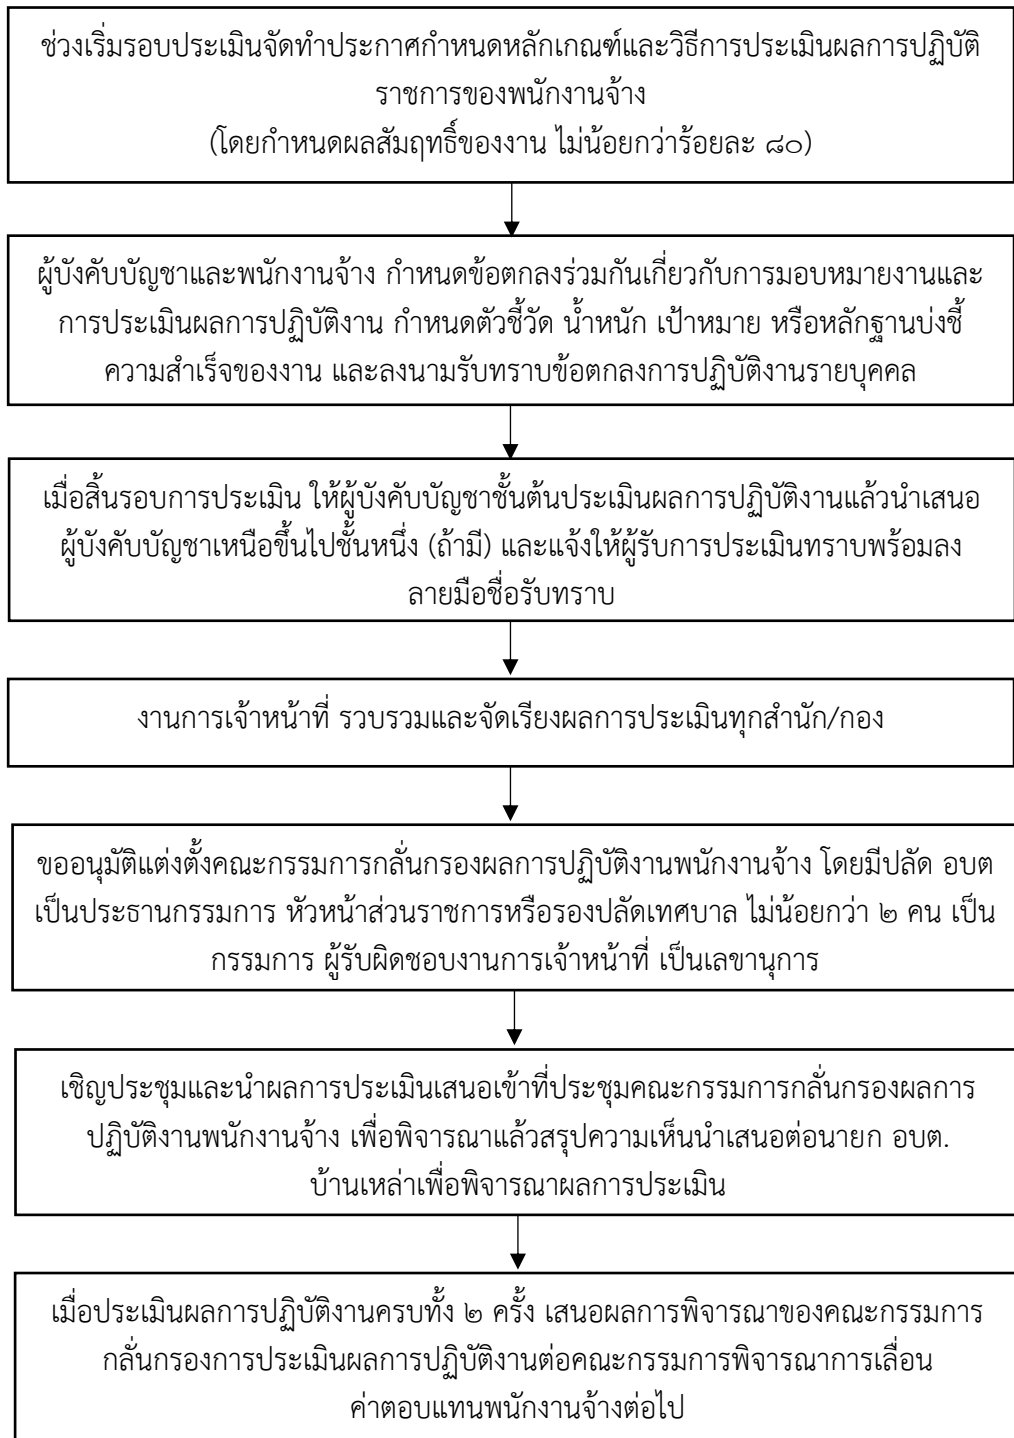 ช่วงเริ่มรอบประเมินจัดทำประกาศกำหนดหลักเกณฑ์และวิธีการประเมินผลการปฏิบัติ
ราชการของพนักงานจ้าง
(โดยกำหนดผลสัมฤทธิ์ของงาน ไม่น้อยกว่าร้อยละ ๘๐)
ผู้บังคับบัญชาและพนักงานจ้าง กำหนดข้อตกลงร่วมกันเกี่ยวกับการมอบหมายงานและ
การประเมินผลการปฏิบัติงาน กำหนดตัวชี้วัด น้ำหนัก เป้าหมาย หรือหลักฐานบ่งชี้
ความสำเร็จของงาน และลงนามรับทราบข้อตกลงการปฏิบัติงานรายบุคคล
เมื่อสิ้นรอบการประเมิน ให้ผู้บังคับบัญชาชั้นต้นประเมินผลการปฏิบัติงานแล้วนำเสนอ
ผู้บังคับบัญชาเหนือขึ้นไปชั้นหนึ่ง (ถ้ามี) และแจ้งให้ผู้รับการประเมินทราบพร้อมลง
ลายมือชื่อรับทราบ
งานการเจ้าหน้าที่ รวบรวมและจัดเรียงผลการประเมินทุกสำนัก/กอง
ขออนุมัติแต่งตั้งคณะกรรมการกลั่นกรองผลการปฏิบัติงานพนักงานจ้าง โดยมีปลัด อบต
เป็นประธานกรรมการ หัวหน้าส่วนราชการหรือรองปลัดเทศบาล ไม่น้อยกว่า ๒ คน เป็น
กรรมการ ผู้รับผิดชอบงานการเจ้าหน้าที่ เป็นเลขานุการ
เชิญประชุมและนำผลการประเมินเสนอเข้าที่ประชุมคณะกรรมการกลั่นกรองผลการ
ปฏิบัติงานพนักงานจ้าง เพื่อพิจารณาแล้วสรุปความเห็นนำเสนอต่อนายก อบต.
บ้านเหล่าเพื่อพิจารณาผลการประเมิน
เมื่อประเมินผลการปฏิบัติงานครบทั้ง ๒ ครั้ง เสนอผลการพิจารณาของคณะกรรมการ
กลั่นกรองการประเมินผลการปฏิบัติงานต่อคณะกรรมการพิจารณาการเลื่อน
ค่าตอบแทนพนักงานจ้างต่อไป